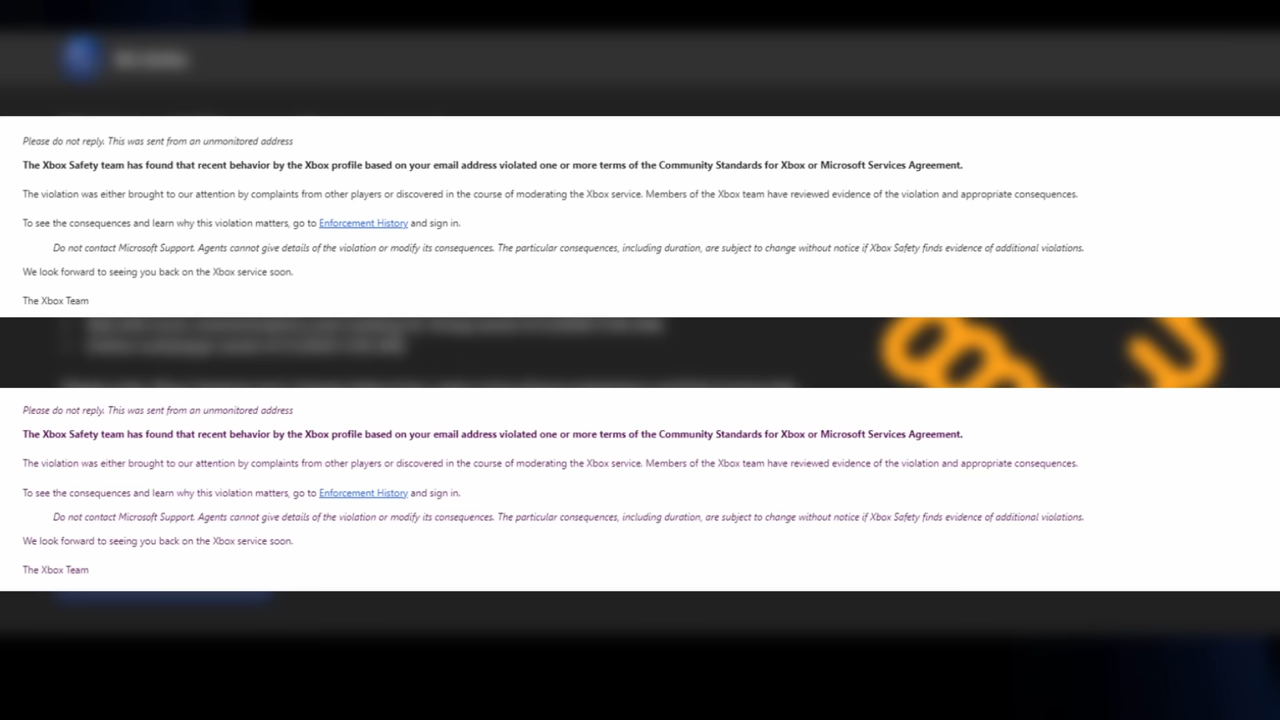 Please do not reply. This was sent from an unmonitored address
The Xbox Safety team has found that recent behavior by the Xbox profile based on your email address violated one or more terms of the Community Standards for Xbox or Microsoft Services Agreement.
The violation was either brought to our attention by complaints from other players or discovered in the course of moderating the Xbox service. Members of the Xbox team have reviewed evidence of the violation and appropriate consequences.
To see the consequences and learn why this violation matters, go to Enforcement History and sign in.
Do not contact Microsoft Support. Agents cannot give details of the violation or modify its consequences. The particular consequences, including duration, are subject to change without notice if Xbox Safety finds evidence of additional violations.
We look forward to seeing you back on the Xbox service soon.
The Xbox Team
Please do not reply. This was sent from an unmonitored address
The Xbox Safety team has found that recent behavior by the Xbox profile based on your email address violated one or more terms of the Community Standards for Xbox or Microsoft Services Agreement.
The violation was either brought to our attention by complaints from other players or discovered in the course of moderating the Xbox service. Members of the Xbox team have reviewed evidence of the violation and appropriate consequences.
To see the consequences and learn why this violation matters, go to Enforcement History and sign in.
Do not contact Microsoft Support. Agents cannot give details of the violation or modify its consequences. The particular consequences, including duration, are subject to change without notice if Xbox Safety finds evidence of additional violations.
We look forward to seeing you back on the Xbox service soon.
The Xbox Team